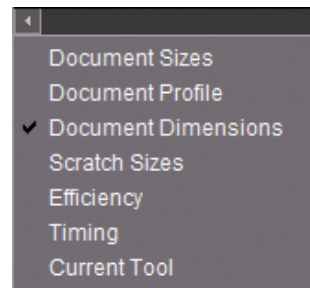 Document Sizes
Document Profile
Document Dimensions
Scratch Sizes
Efficiency
Timing
Current Tool